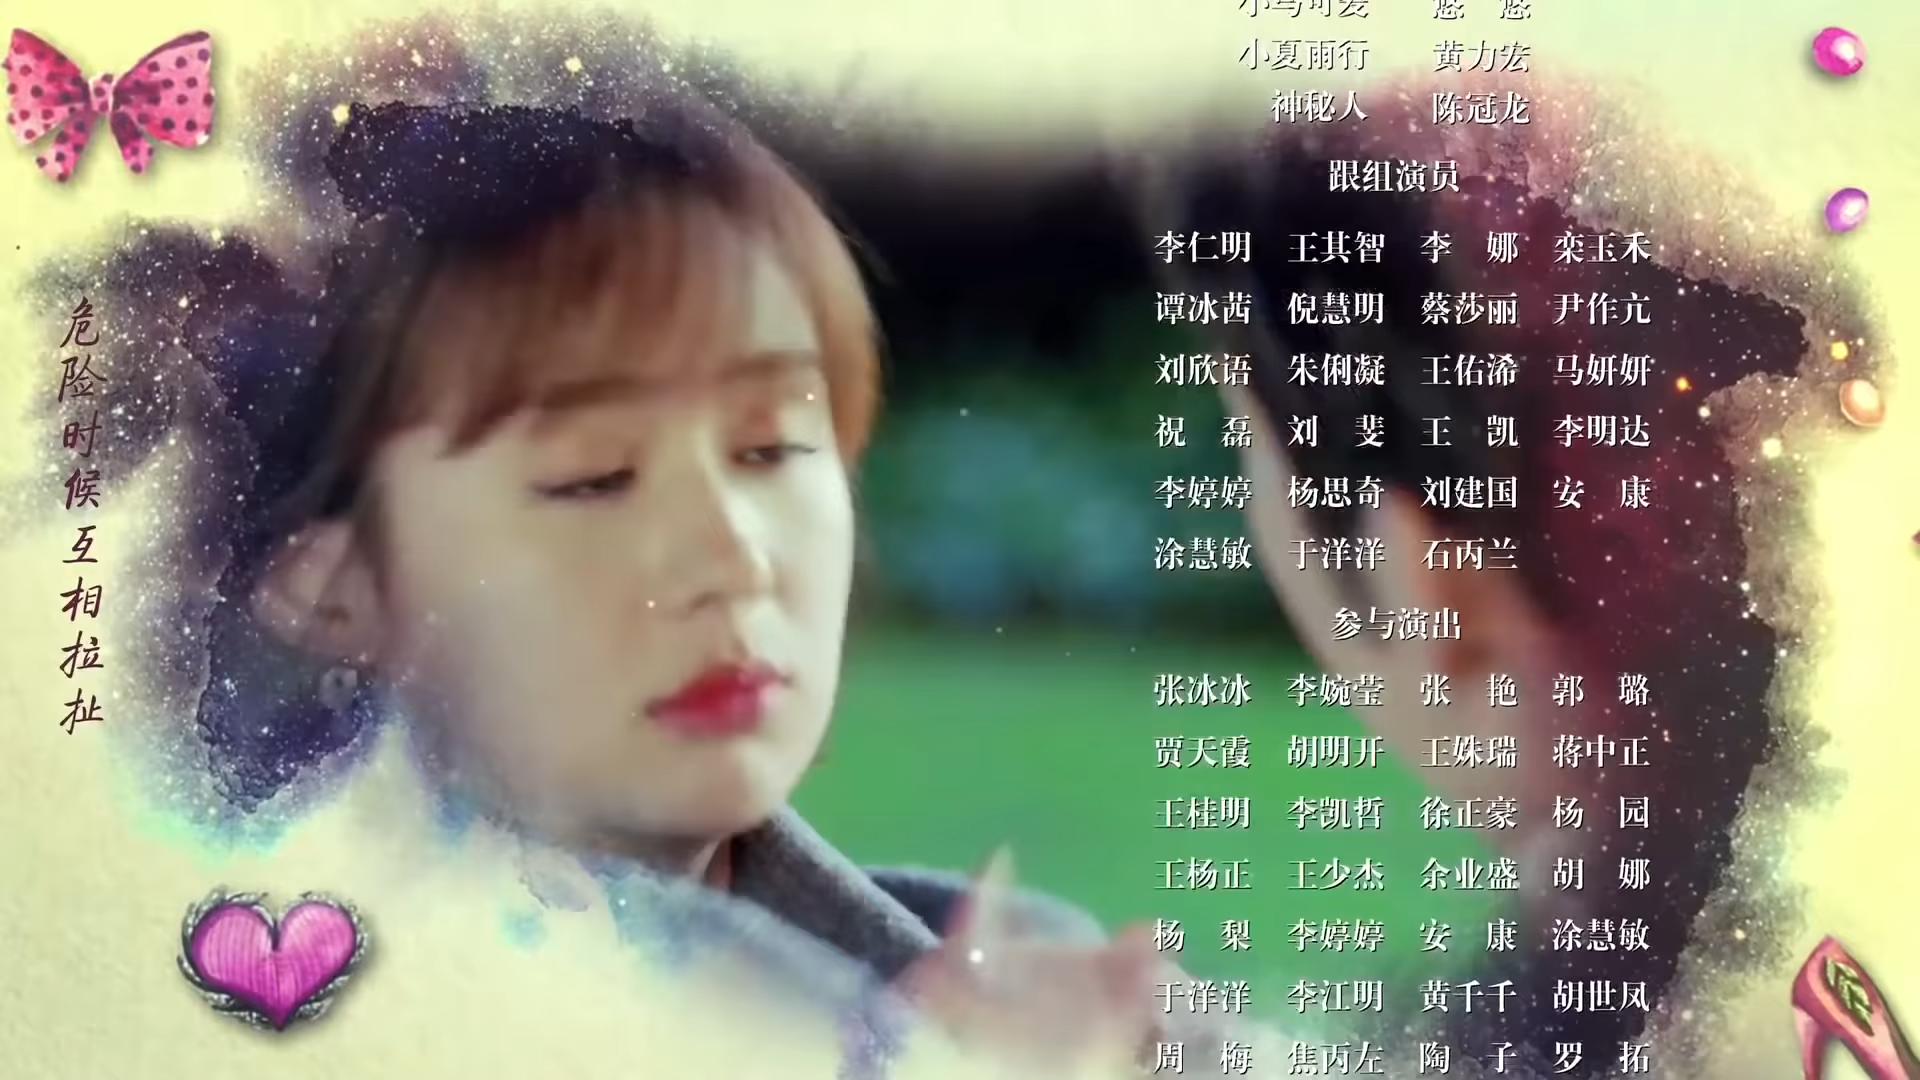 小夏雨行 黄力宏
神秘人 陈冠龙
跟组演员
李仁明 王其智 李 娜 栾玉禾
谭冰茜 倪慧明 蔡莎丽 尹作亢
刘欣语 朱俐凝 王佑浠 马妍妍
祝 磊 刘 斐 王 凯 李明达
李婷婷 杨思奇 刘建国 安 康
涂慧敏 于洋洋 石丙兰
参与演出
张冰冰 李婉莹 张 艳 郭 璐
贾天霞 胡明开 王姝瑞 蒋中正
王桂明 李凯哲 徐正豪 杨 园
王杨正 王少杰 余业盛 胡 娜
杨 梨 李婷婷 安 康 涂慧敏
于洋洋 李江明 黄千千 胡世凤
周 梅 焦丙左 陶 子 罗 拓
危险时候互相拉扯